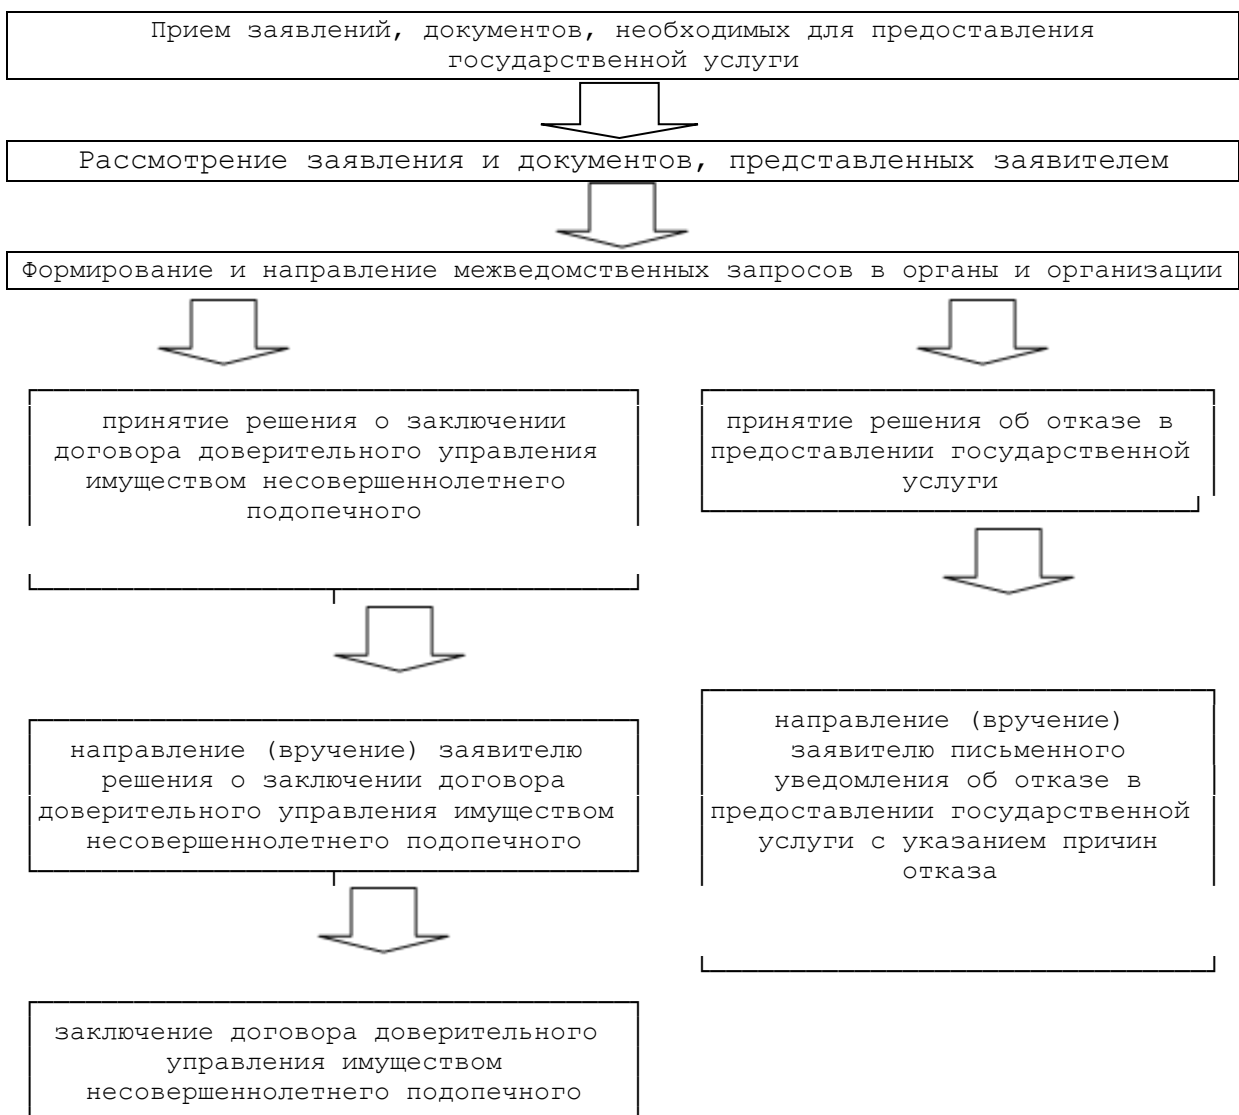 Прием заявлений, документов, необходимых для предоставления
государственной услуги
Рассмотрение заявления и документов, представленных заявителем
Формирование и направление межведомственных запросов в органы и организации
принятие решения о заключении
договора доверительного управления
имуществом несовершеннолетнего
подопечного
принятие решения об отказе в
предоставлении государственной
услуги
направление (вручение) заявителю
решения о заключении договора
доверительного управления имуществом
несовершеннолетнего подопечного
направление (вручение)
заявителю письменного
уведомления об отказе в
предоставлении государственной
услуги с указанием причин
отказа
заключение договора доверительного
управления имуществом
несовершеннолетнего подопечного